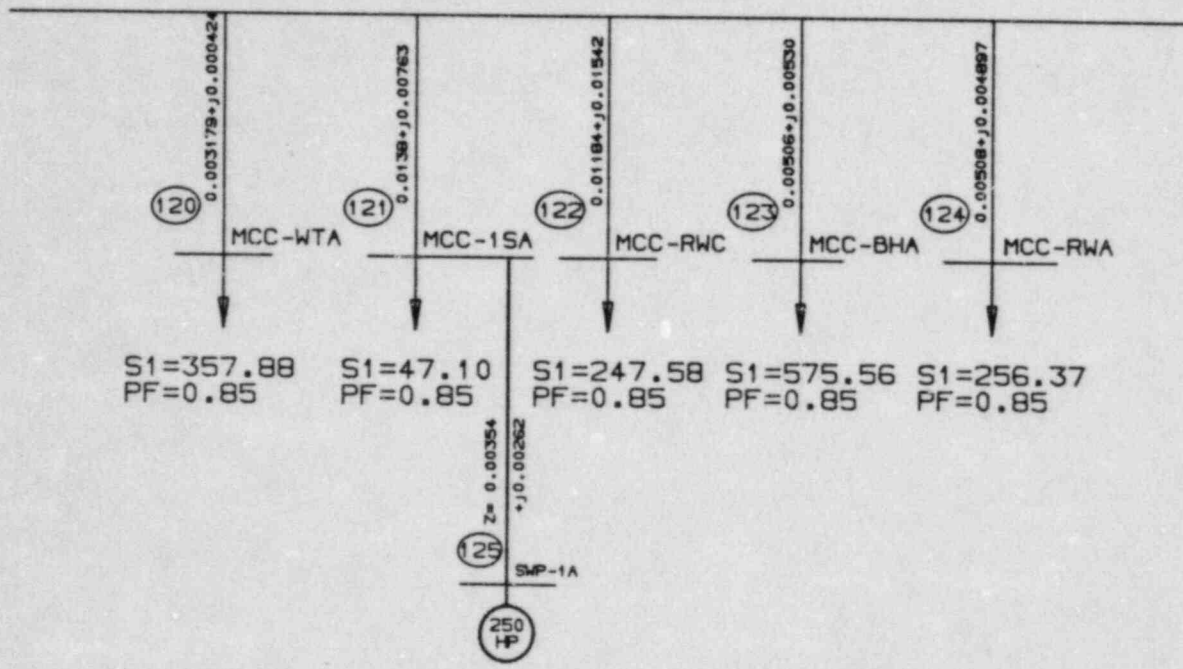 0.003179+j0.000424
0.0138+j0.00763
0.01184+j0.01542
0.00506+j0.00530
0.00508+j0.004897
120
121
122
123
124
MCC-WTA
MCC-1SA
MCC-RWC
MCC-BHA
MCC-RWA
S1=357.88
PF=0.85
S1=47.10
PF=0.85
S1=247.58
PF=0.85
S1=575.56
PF=0.85
S1=256.37
PF=0.85
Z= 0.00354
+j0.00262
125
SWP-1A
250
HP